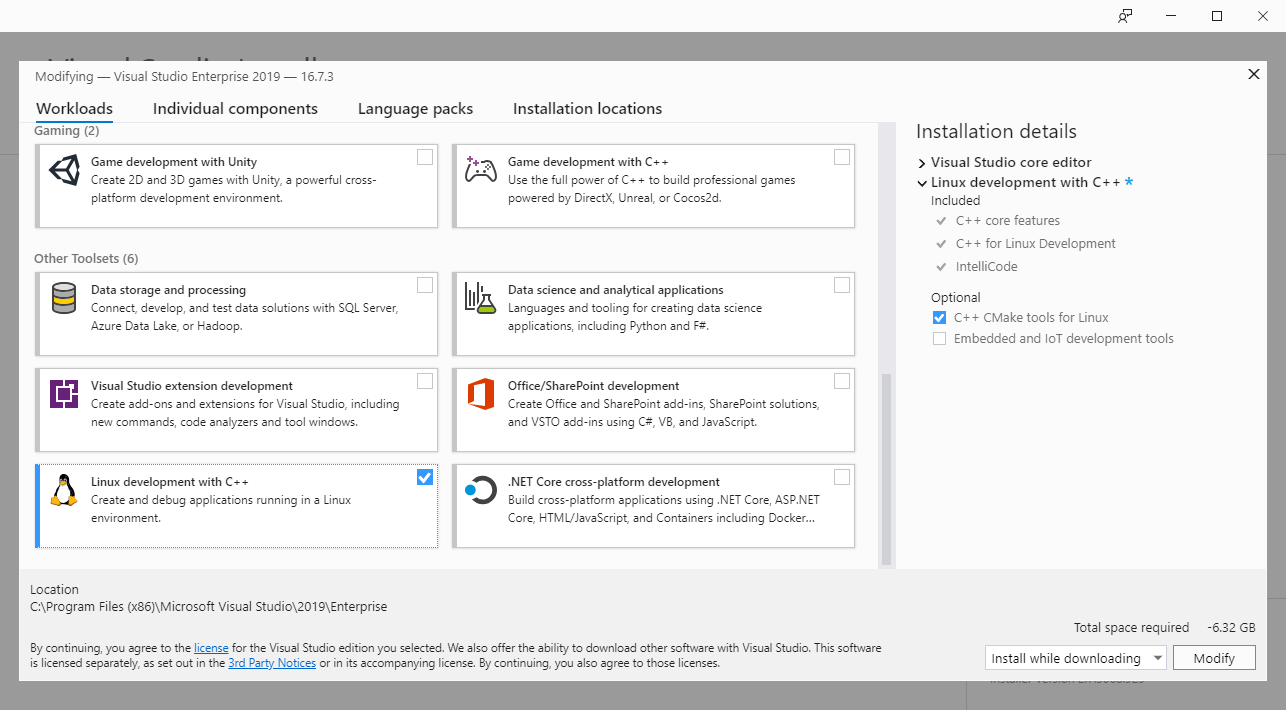 Modifying — Visual Studio Enterprise 2019 — 16.7.3
Workloads
Individual components
Language packs
Installation locations
Gaming (2)
Game development with Unity
Create 2D and 3D games with Unity, a powerful cross-
platform development environment.
Game development with C++
Use the full power of C++ to build professional games
powered by DirectX, Unreal, or Cocos2d.
Other Toolsets (6)
Data storage and processing
Connect, develop, and test data solutions with SQL Server,
Azure Data Lake, or Hadoop.
Data science and analytical applications
Languages and tooling for creating data science
applications, including Python and F#.
Visual Studio extension development
Create add-ons and extensions for Visual Studio, including
new commands, code analyzers and tool windows.
Office/SharePoint development
Create Office and SharePoint add-ins, SharePoint solutions,
and VSTO add-ins using C#, VB, and JavaScript.
Linux development with C++
Create and debug applications running in a Linux
environment.
.NET Core cross-platform development
Build cross-platform applications using .NET Core, ASP.NET
Core, HTML/JavaScript, and Containers including Docker...
Installation details
Visual Studio core editor
Linux development with C++ *
Included
C++ core features
C++ for Linux Development
IntelliCode
Optional
C++ CMake tools for Linux
Embedded and IoT development tools
Location
C:\Program Files (x86)\Microsoft Visual Studio\2019\Enterprise
Total space required -6.32 GB
By continuing, you agree to the license for the Visual Studio edition you selected. We also offer the ability to download other software with Visual Studio. This software
is licensed separately, as set out in the 3rd Party Notices or in its accompanying license. By continuing, you also agree to those licenses.
Install while downloading
Modify